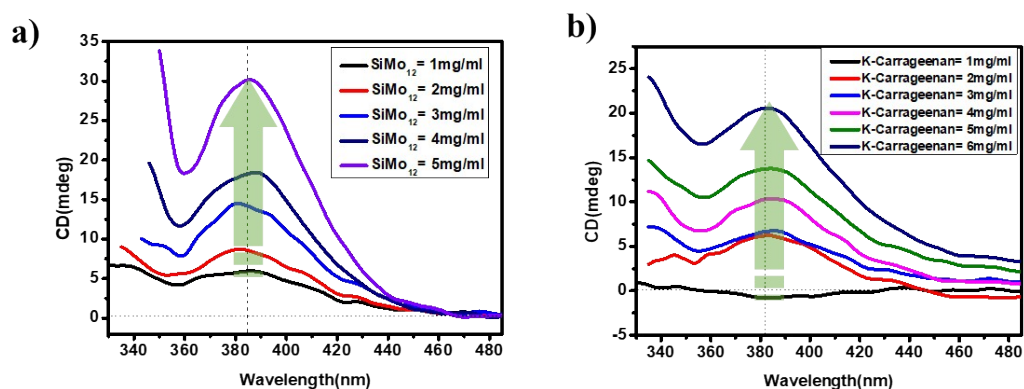 a)
35
30
25
20
15
10
5
0
CD(mdeg)
340 360 380 400 420 440 460 480
Wavelength(nm)
SiMo12= 1mg/ml
SiMo12= 2mg/ml
SiMo12= 3mg/ml
SiMo12= 4mg/ml
SiMo12= 5mg/ml
b)
25
20
15
10
5
0
-5
CD(mdeg)
340 360 380 400 420 440 460 480
Wavelength(nm)
K-Carrageenan= 1mg/ml
K-Carrageenan= 2mg/ml
K-Carrageenan= 3mg/ml
K-Carrageenan= 4mg/ml
K-Carrageenan= 5mg/ml
K-Carrageenan= 6mg/ml